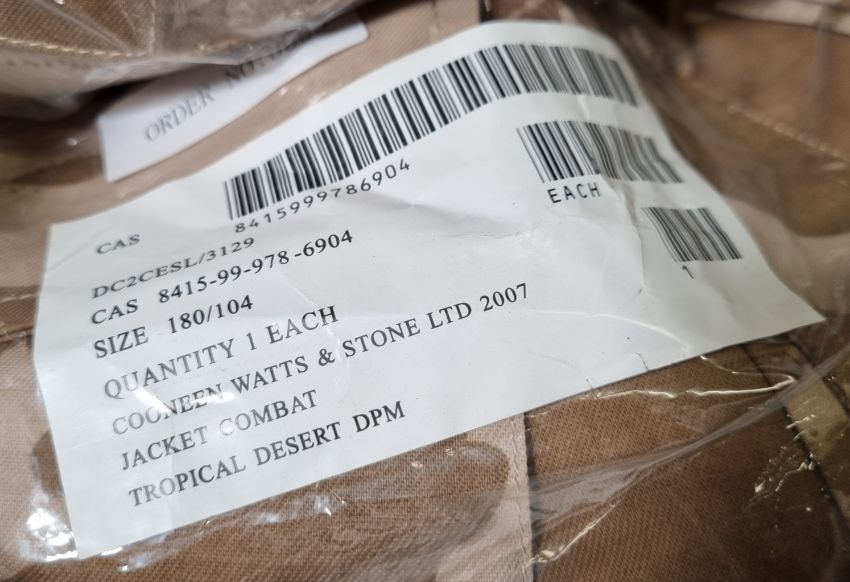 ORDER NO.
8415999786904
EACH
1
CAS
DC2CESL/3129
CAS 8415-99-978-6904
SIZE 180/104
QUANTITY 1 EACH
COONEEN WATTS & STONE LTD 2007
JACKET COMBAT
TROPICAL DESERT DPM